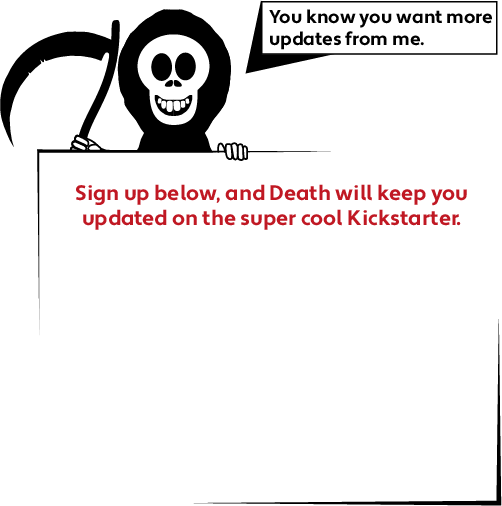 You know you want more
updates from me.
Sign up below, and Death will keep you
updated on the super cool Kickstarter.